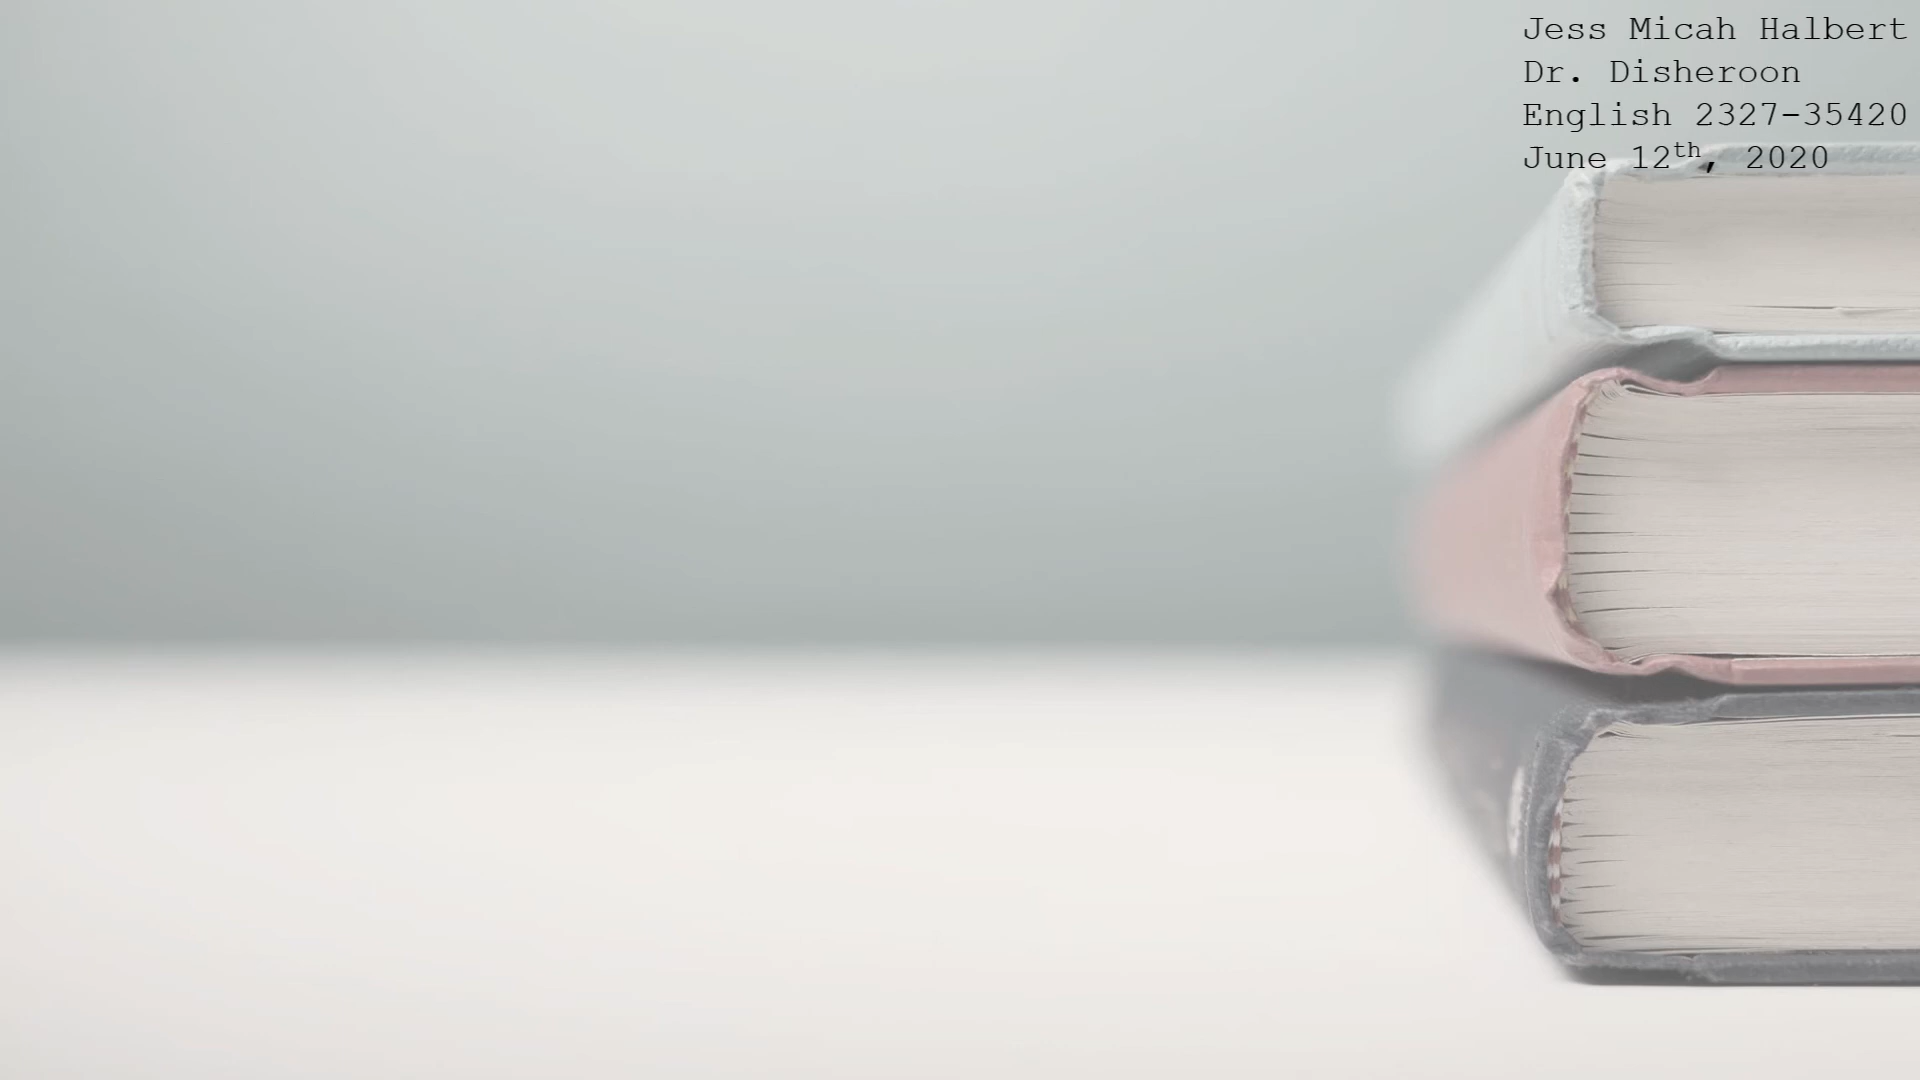 Jess Micah Halbert
Dr. Disheroon
English 2327-35420
June 12th, 2020